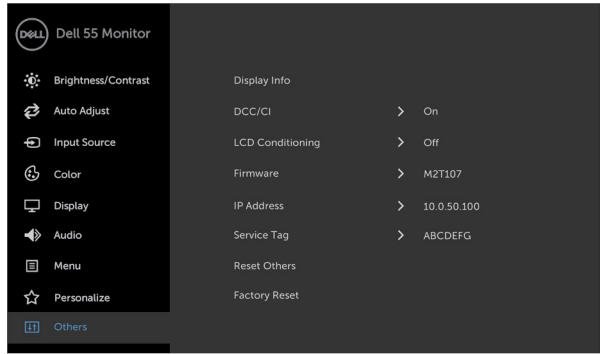 DELL Dell 55 Monitor
Brightness/Contrast
Display Info
Auto Adjust
DCC/CI On
Input Source
LCD Conditioning Off
Color
Firmware M2T107
Display
IP Address 10.0.50.100
Audio
Service Tag ABCDEFG
Menu
Reset Others
Personalize
Factory Reset
Others